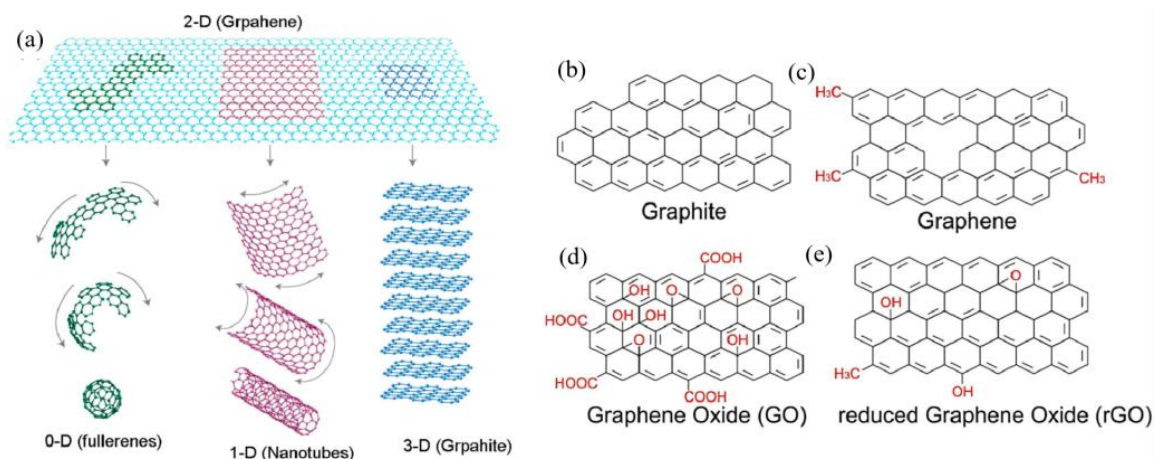 2-D (Grpahene)
(a)
0-D (fullerenes)
1-D (Nanotubes)
3-D (Grpahite)
(b)
Graphite
(c)
H₃C
H₃C
CH₃
Graphene
(d)
COOH
OH O O
HOOC OH OH OH
O
HOOC
COOH
Graphene Oxide (GO)
(e)
O
OH
H₃C
OH
reduced Graphene Oxide (rGO)